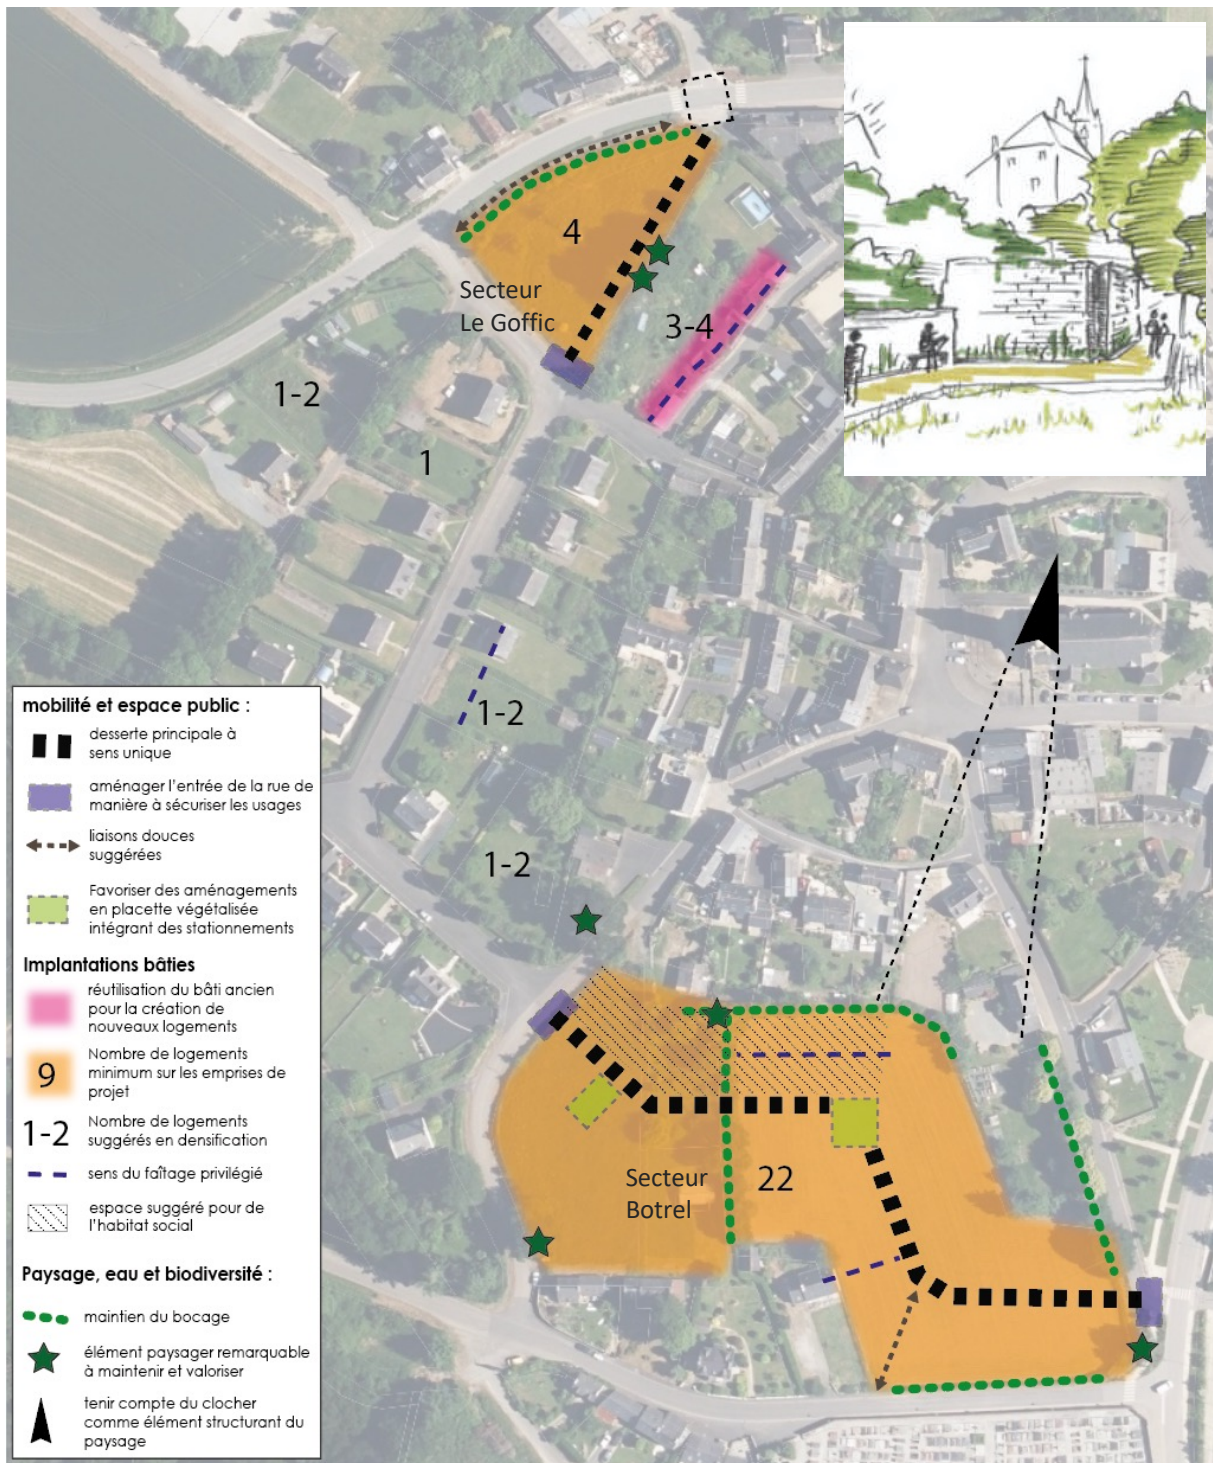 4
Secteur
Le Goffic
3-4
1-2
1
1-2
1-2
Secteur
Botrel
22
mobilité et espace public :
desserte principale à
sens unique
aménager l'entrée de la rue de
manière à sécuriser les usages
liaisons douces
suggérées
Favoriser des aménagements
en placette végétalisée
intégrant des stationnements
Implantations bâties
réutilisation du bâti ancien
pour la création de
nouveaux logements
9
Nombre de logements
minimum sur les emprises de
projet
1-2
Nombre de logements
suggérés en densification
sens du faîtage privilégié
espace suggéré pour de
l'habitat social
Paysage, eau et biodiversité :
maintien du bocage
élément paysager remarquable
à maintenir et valoriser
tenir compte du clocher
comme élément structurant du
paysage